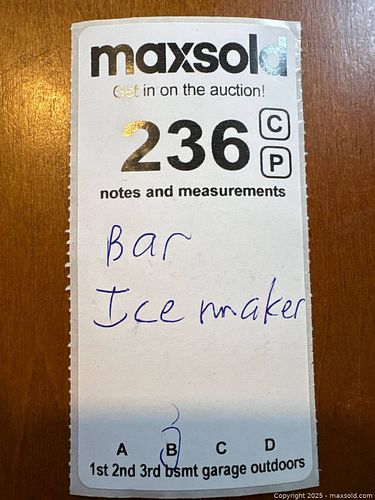 maxsold
Get in on the auction!
236 C
P
notes and measurements
Bar
Ice maker
A B C D
1st 2nd 3rd bsmt garage outdoors
Copyright 2025 - maxsold.com